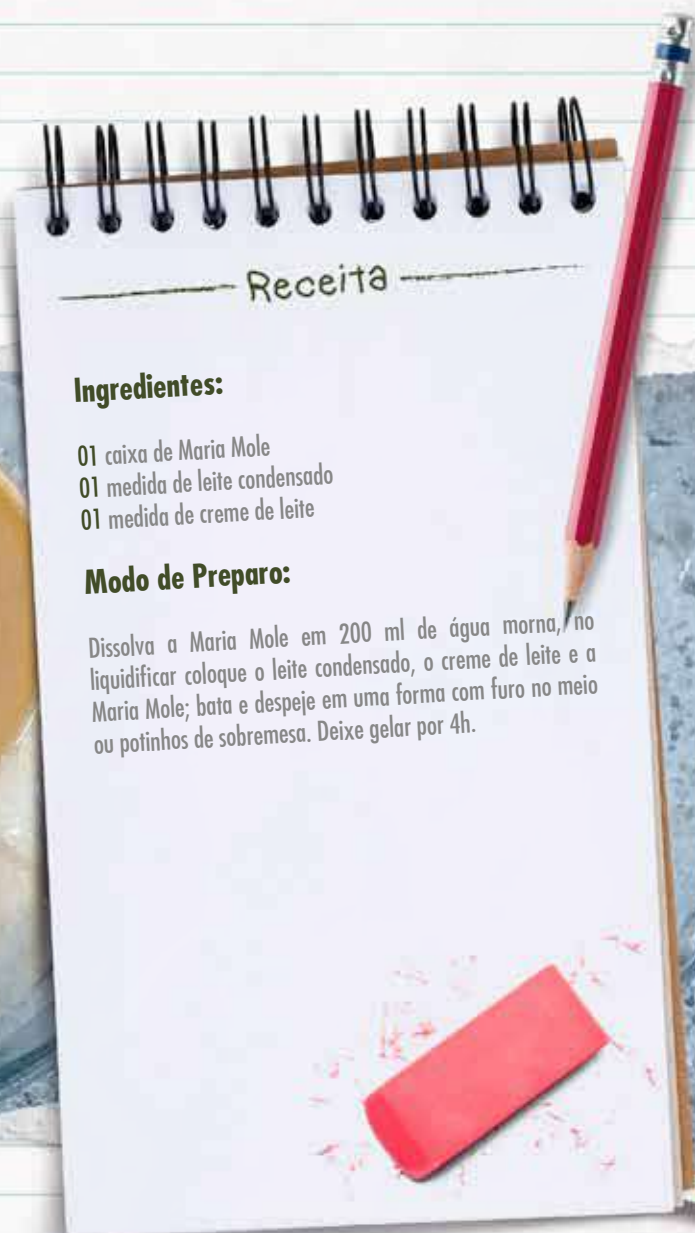 Receita
Ingredientes:
01 caixa de Maria Mole
01 medida de leite condensado
01 medida de creme de leite
Modo de Preparo:
Dissolva a Maria Mole em 200 ml de água morna, no
liquidificar coloque o leite condensado, o creme de leite e a
Maria Mole; bata e despeje em uma forma com furo no meio
ou potinhos de sobremesa. Deixe gelar por 4h.